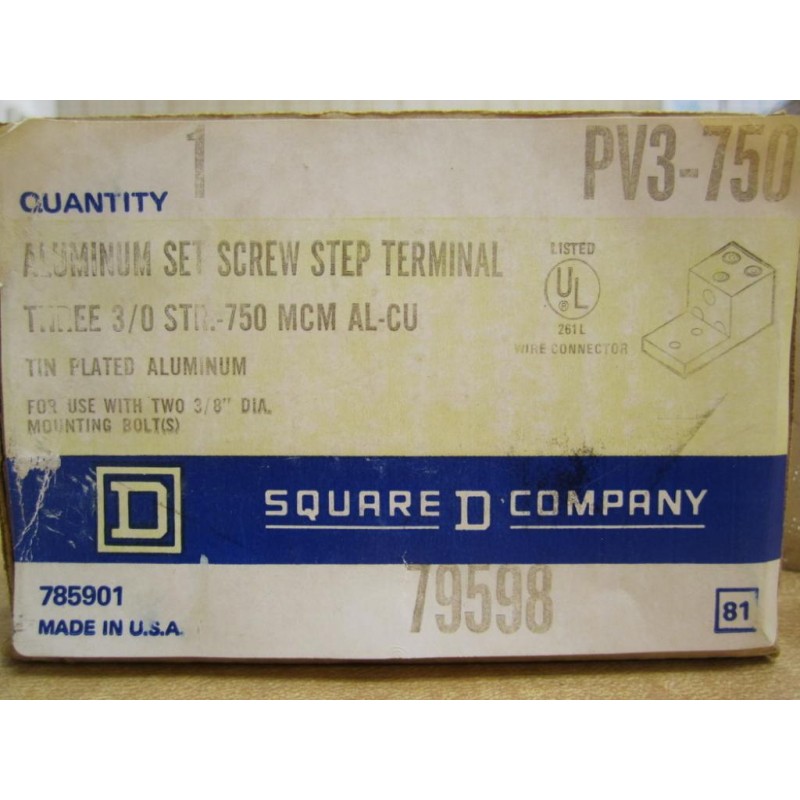 1
PV3-750
QUANTITY
ALUMINUM SET SCREW STEP TERMINAL
THREE 3/0 STR.-750 MCM AL-CU
TIN PLATED ALUMINUM
FOR USE WITH TWO 3/8" DIA.
MOUNTING BOLT(S)
LISTED
UL
®
261L
WIRE CONNECTOR
D
SQUARE D COMPANY
785901
79598
MADE IN U.S.A.
81